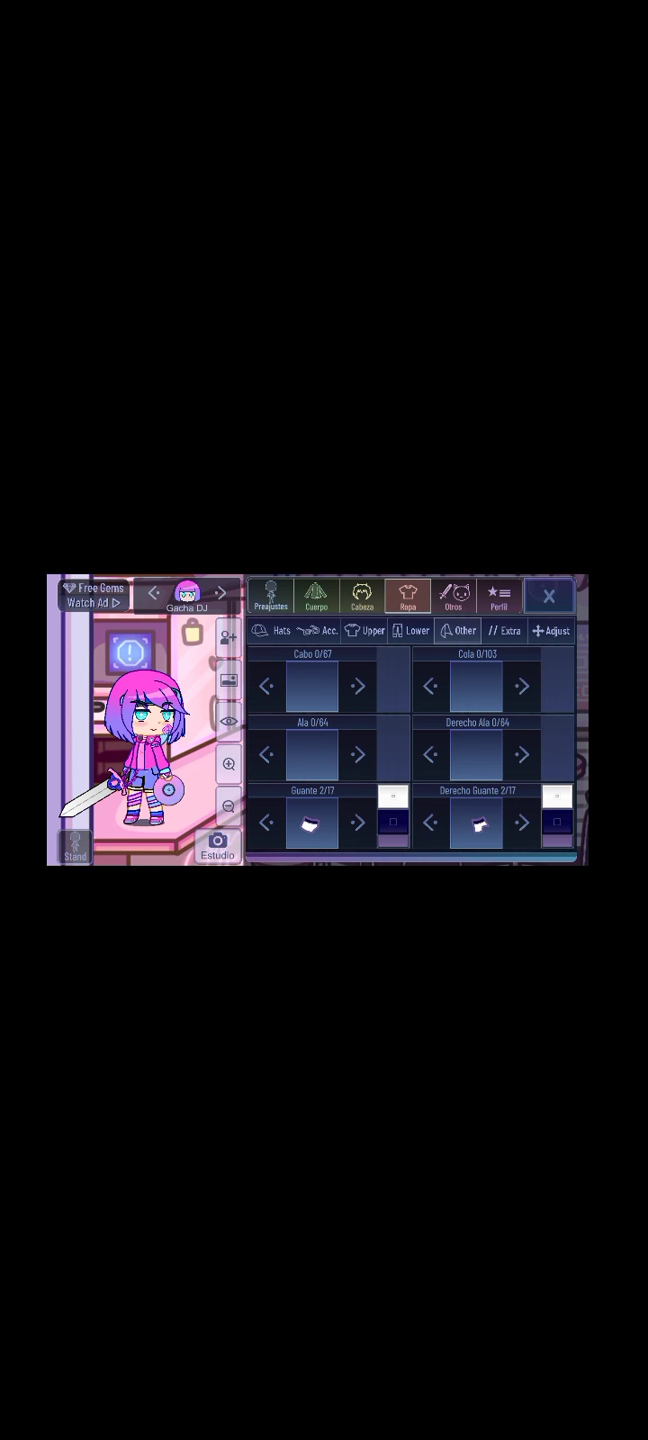 Free Gems
Watch Ad
Gacha DJ
Preajustes
Cuerpo
Cabeza
Ropa
Otros
Perfil
X
Hats
Acc.
Upper
Lower
Other
Extra
Adjust
Cabo 0/67
Cola 0/103
Ala 0/64
Derecho Ala 0/64
Guante 2/17
Derecho Guante 2/17
Stand
Estudio